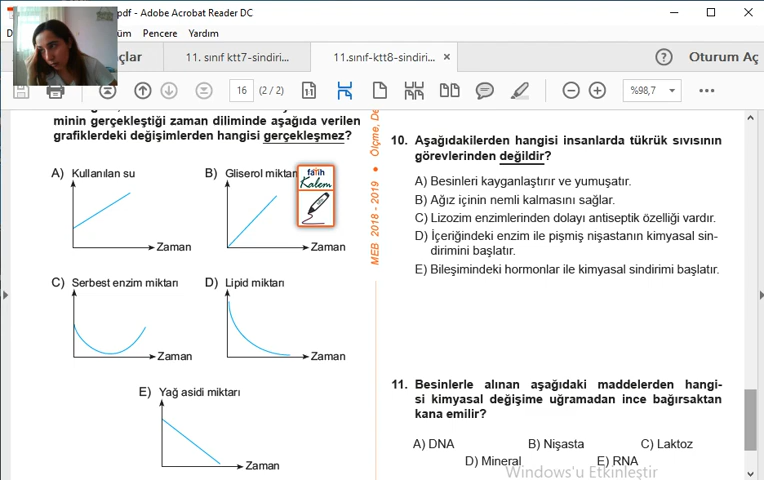 .pdf - Adobe Acrobat Reader DC
Pencere Yardım
11. sınıf ktt7-sindiri...
11.sınıf-ktt8-sindiri...
Oturum Aç
16 (2 / 2)
%98,7
minin gerçekleştiği zaman diliminde aşağıda verilen
grafiklerdeki değişimlerden hangisi gerçekleşmez?
A) Kullanılan su
Zaman
B) Gliserol miktarı
Zaman
fatih
Kalem
C) Serbest enzim miktarı
Zaman
D) Lipid miktarı
Zaman
E) Yağ asidi miktarı
Zaman
MEB 2018 - 2019 ● Ölçme, De
10. Aşağıdakilerden hangisi insanlarda tükrük sıvısının
görevlerinden değildir?
A) Besinleri kayganlaştırır ve yumuşatır.
B) Ağız içinin nemli kalmasını sağlar.
C) Lizozim enzimlerinden dolayı antiseptik özelliği vardır.
D) İçeriğindeki enzim ile pişmiş nişastanın kimyasal sin-
dirimini başlatır.
E) Bileşimindeki hormonlar ile kimyasal sindirimi başlatır.
11. Besinlerle alınan aşağıdaki maddelerden hangi-
si kimyasal değişime uğramadan ince bağırsaktan
kana emilir?
A) DNA B) Nişasta C) Laktoz
D) Mineral E) RNA
Windows'u Etkinleştir